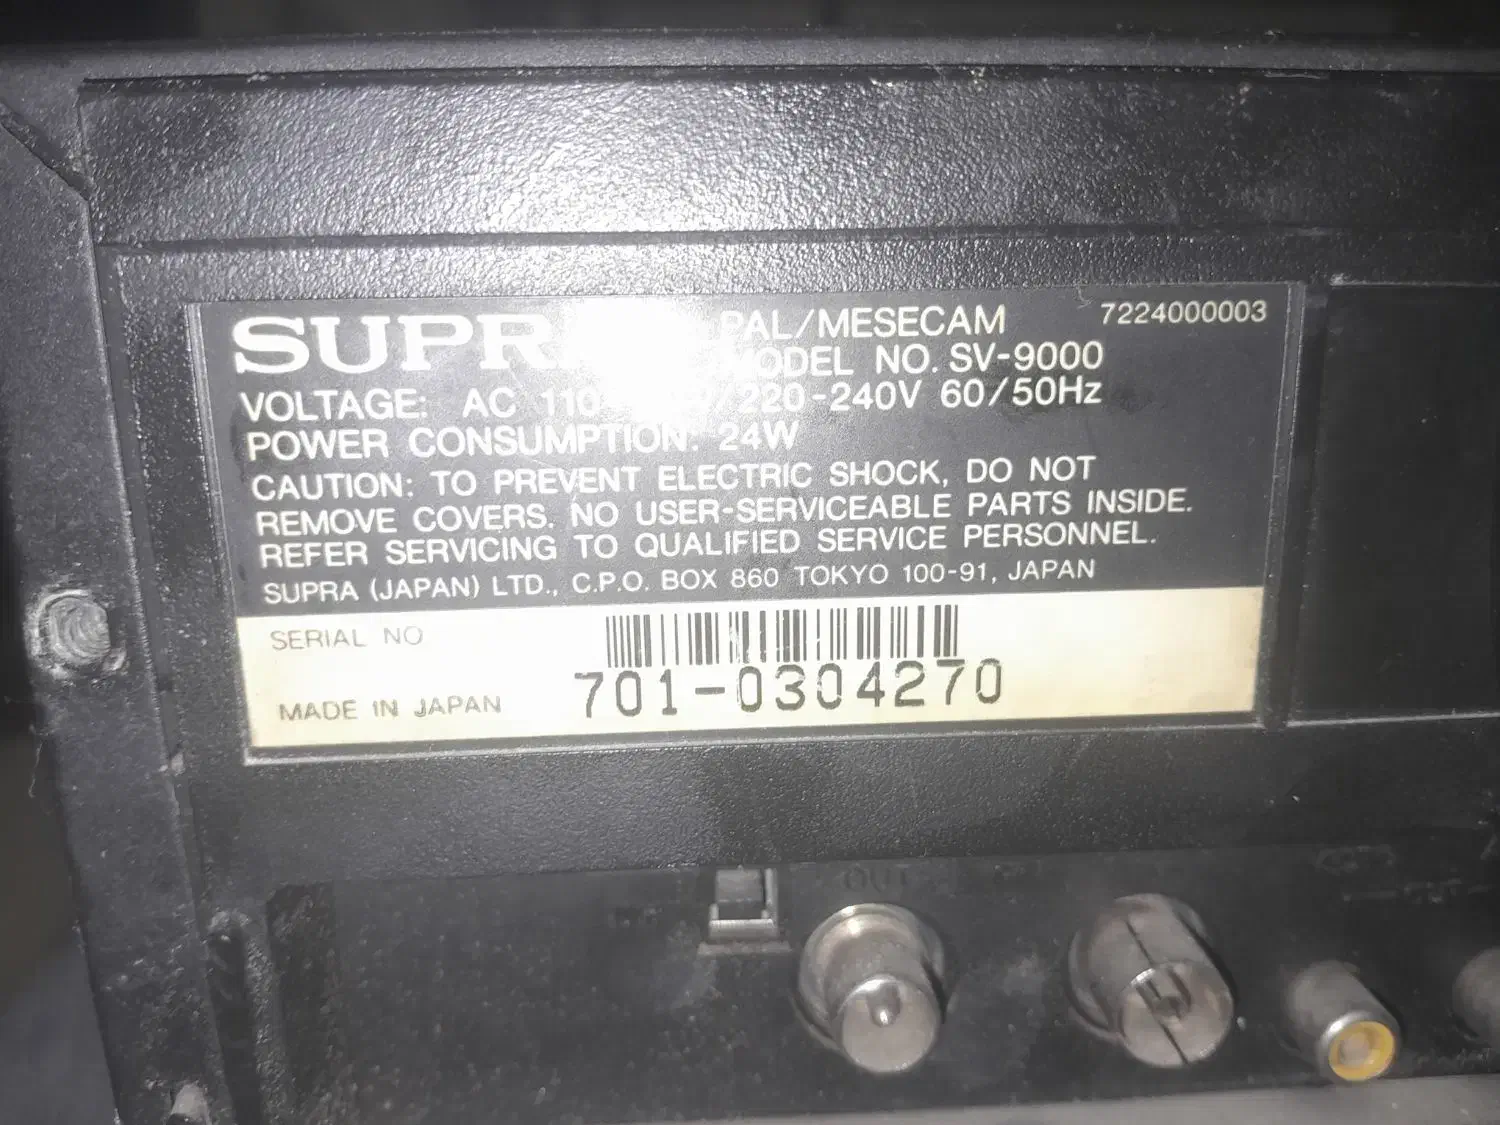 PAL/MESECAM 7224000003
MODEL NO. SV-9000
VOLTAGE: AC 220-240V 60/50Hz
POWER CONSUMPTION: 24W
CAUTION: TO PREVENT ELECTRIC SHOCK, DO NOT
REMOVE COVERS. NO USER-SERVICEABLE PARTS INSIDE.
REFER SERVICING TO QUALIFIED SERVICE PERSONNEL.
SUPRA (JAPAN) LTD., C.P.O. BOX 860 TOKYO 100-91, JAPAN
SERIAL NO
701-0304270
MADE IN JAPAN
OUT